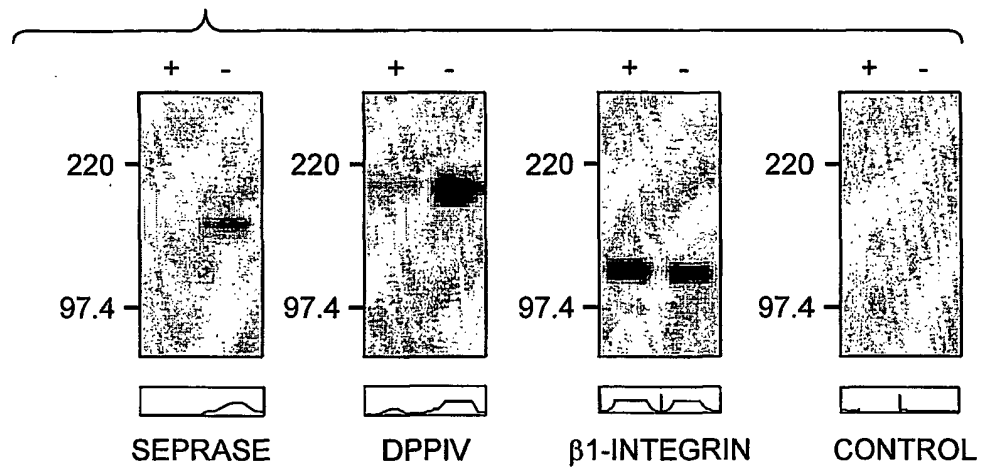 + - + - + - + -
220 220 220 220
97.4 97.4 97.4 97.4
SEPRASE DPPIV β1-INTEGRIN CONTROL